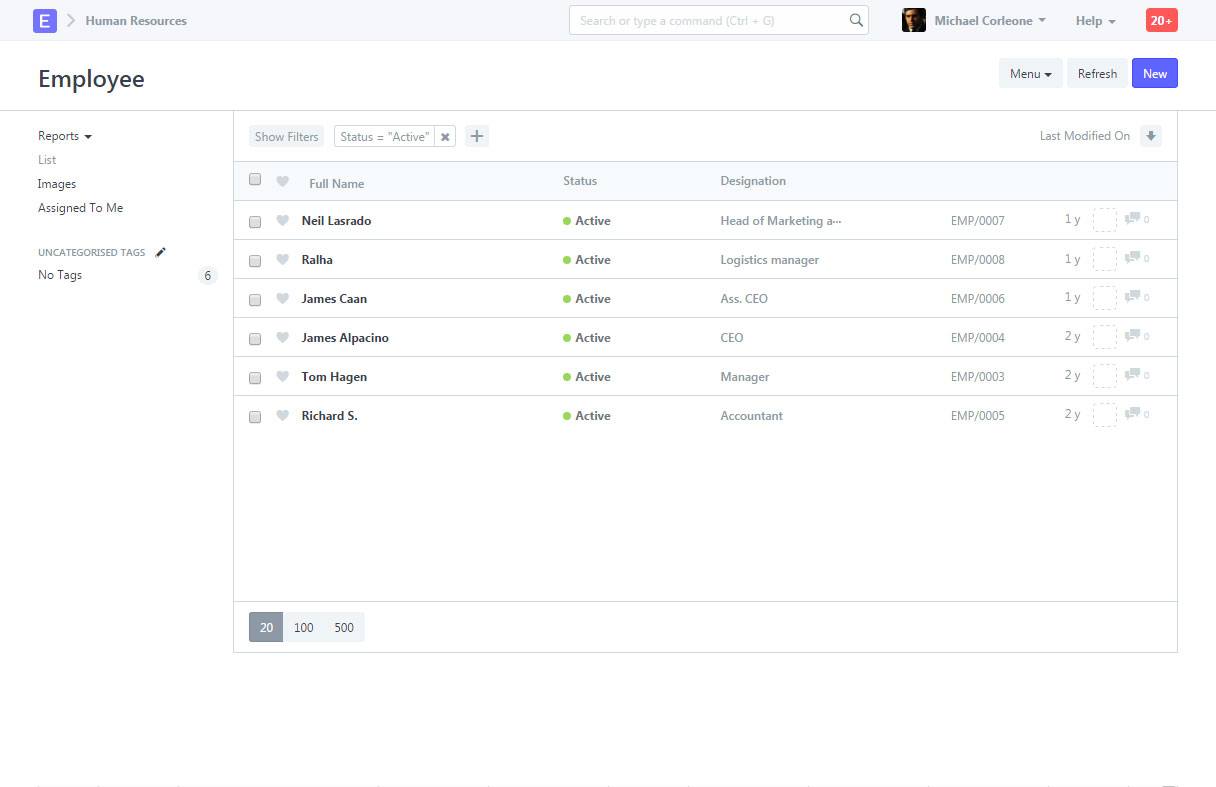 E Human Resources Search or type a command (Ctrl + G) Michael Corleone Help 20+
Employee Menu Refresh New
Reports
List
Images
Assigned To Me
UNCATEGORISED TAGS
No Tags 6
Show Filters Status = "Active" Last Modified On
Full Name Status Designation
Neil Lasrado Active Head of Marketing a··· EMP/0007 1 y 0
Ralha Active Logistics manager EMP/0008 1 y 0
James Caan Active Ass. CEO EMP/0006 1 y 0
James Alpacino Active CEO EMP/0004 2 y 0
Tom Hagen Active Manager EMP/0003 2 y 0
Richard S. Active Accountant EMP/0005 2 y 0
20 100 500